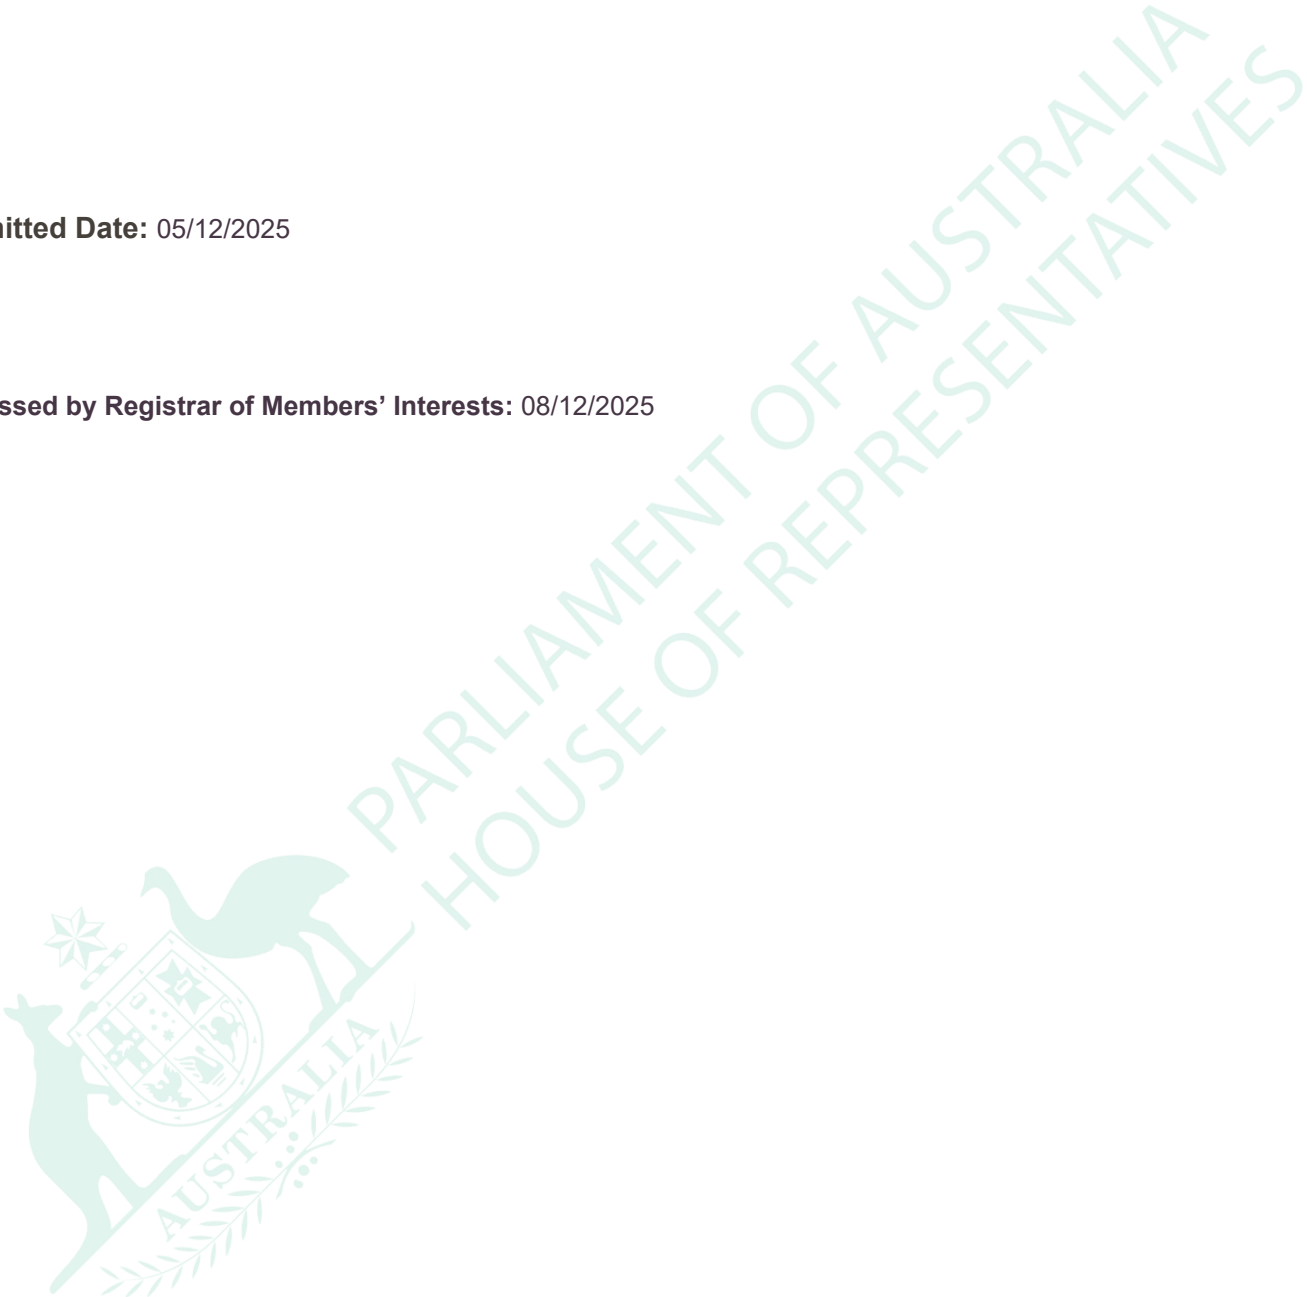 itted Date: 05/12/2025
ssed by Registrar of Members’ Interests: 08/12/2025
PARLIAMENT OF AUSTRALIA
HOUSE OF REPRESENTATIVES
AUSTRALIA